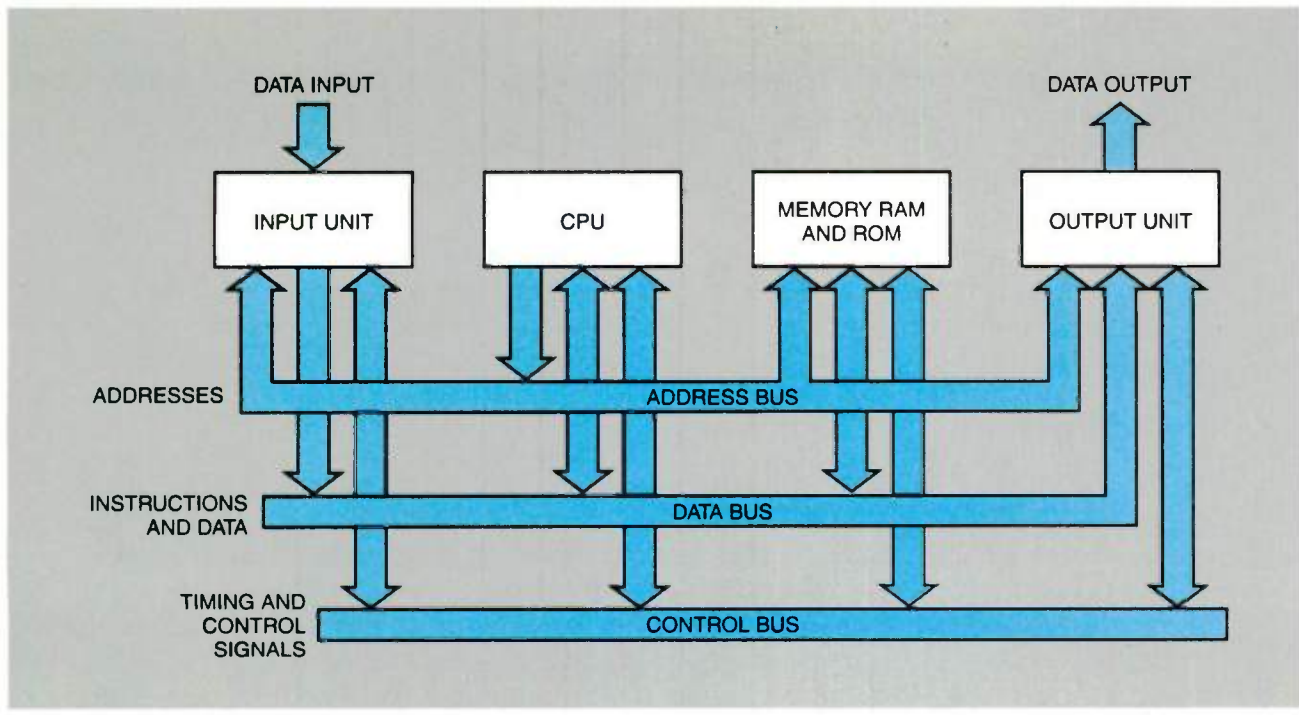 DATA INPUT
DATA OUTPUT
INPUT UNIT
CPU
MEMORY RAM
AND ROM
OUTPUT UNIT
ADDRESSES
ADDRESS BUS
INSTRUCTIONS
AND DATA
DATA BUS
TIMING AND
CONTROL
SIGNALS
CONTROL BUS